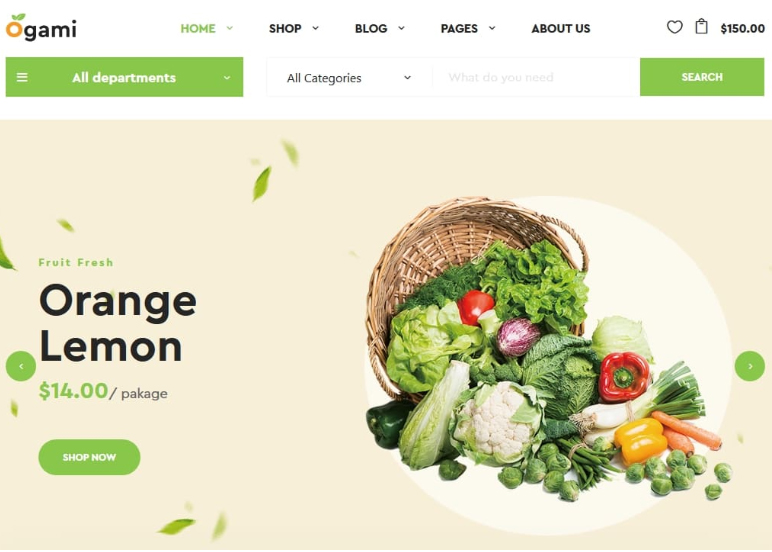 Ogami
HOME SHOP BLOG PAGES ABOUT US $150.00
All departments All Categories What do you need SEARCH
Fruit Fresh
Orange
Lemon
$14.00/ pakage
SHOP NOW